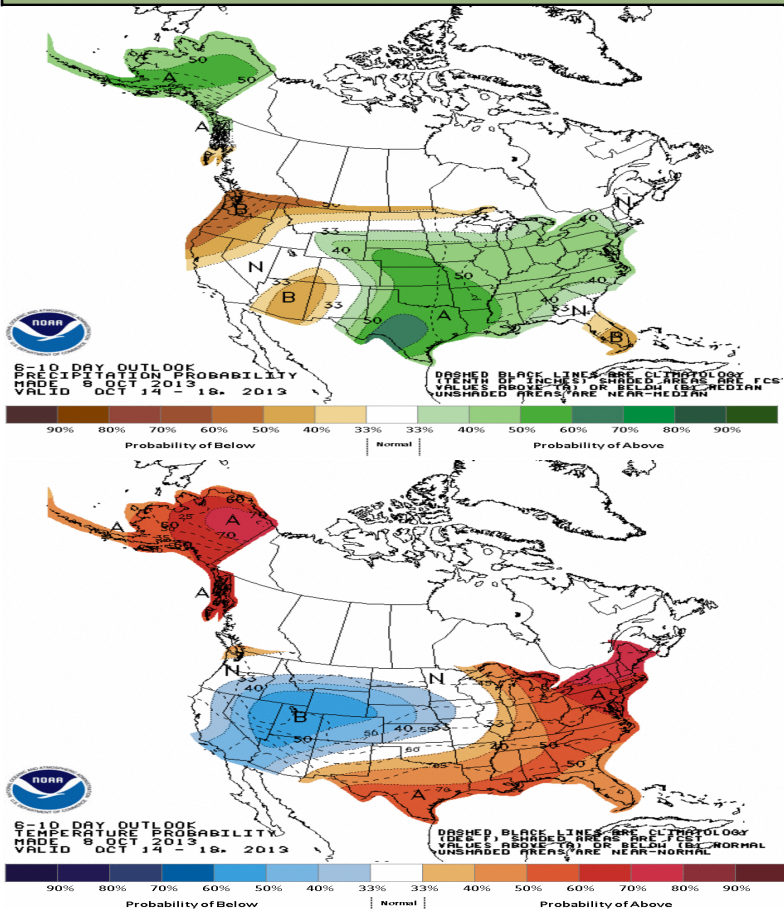 50
A
50
A
B
33
40
50
N
B
33
33
50
A
40
N
40
40
33
N
B
NOAA
6-10 DAY OUTLOOK
PRECIPITATION PROBABILITY
MADE 8 OCT 2013
VALID OCT 14 - 18, 2013
DASHED BLACK LINES ARE CLIMATOLOGY
(TENTH OF INCHES) SHADED AREAS ARE FCST
VALUES ABOVE (A) OR BELOW (B) MEDIAN
UNSHADED AREAS ARE NEAR-MEDIAN
90% 80% 70% 60% 50% 40% 33% 33% 40% 50% 60% 70% 80% 90%
Probability of Below Normal Probability of Above
60
70
A
A
60
70
A
N
40
B
50
40
N
33
40
50
50
A
A
NOAA
6-10 DAY OUTLOOK
TEMPERATURE PROBABILITY
MADE 8 OCT 2013
VALID OCT 14 - 18, 2013
DASHED BLACK LINES ARE CLIMATOLOGY
(DEG F) SHADED AREAS ARE FCST
VALUES ABOVE (A) OR BELOW (B) NORMAL
UNSHADED AREAS ARE NEAR-NORMAL
90% 80% 70% 60% 50% 40% 33% 33% 40% 50% 60% 70% 80% 90%
Probability of Below Normal Probability of Above